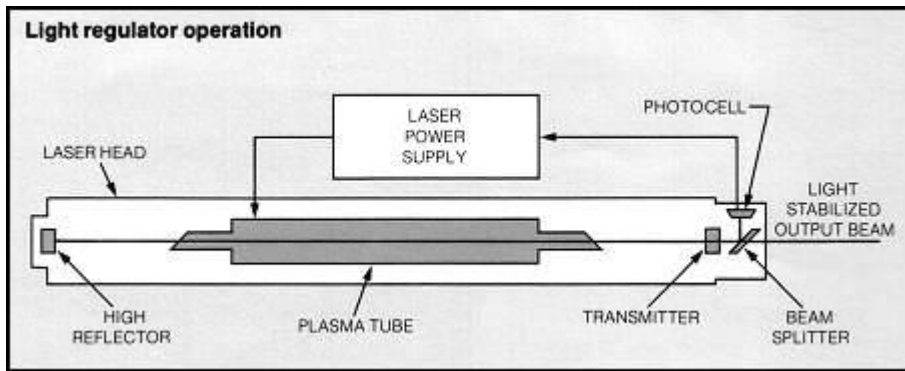 Light regulator operation
PHOTOCELL
LASER
POWER
SUPPLY
LASER HEAD
LIGHT
STABILIZED
OUTPUT BEAM
HIGH
REFLECTOR
PLASMA TUBE
TRANSMITTER
BEAM
SPLITTER